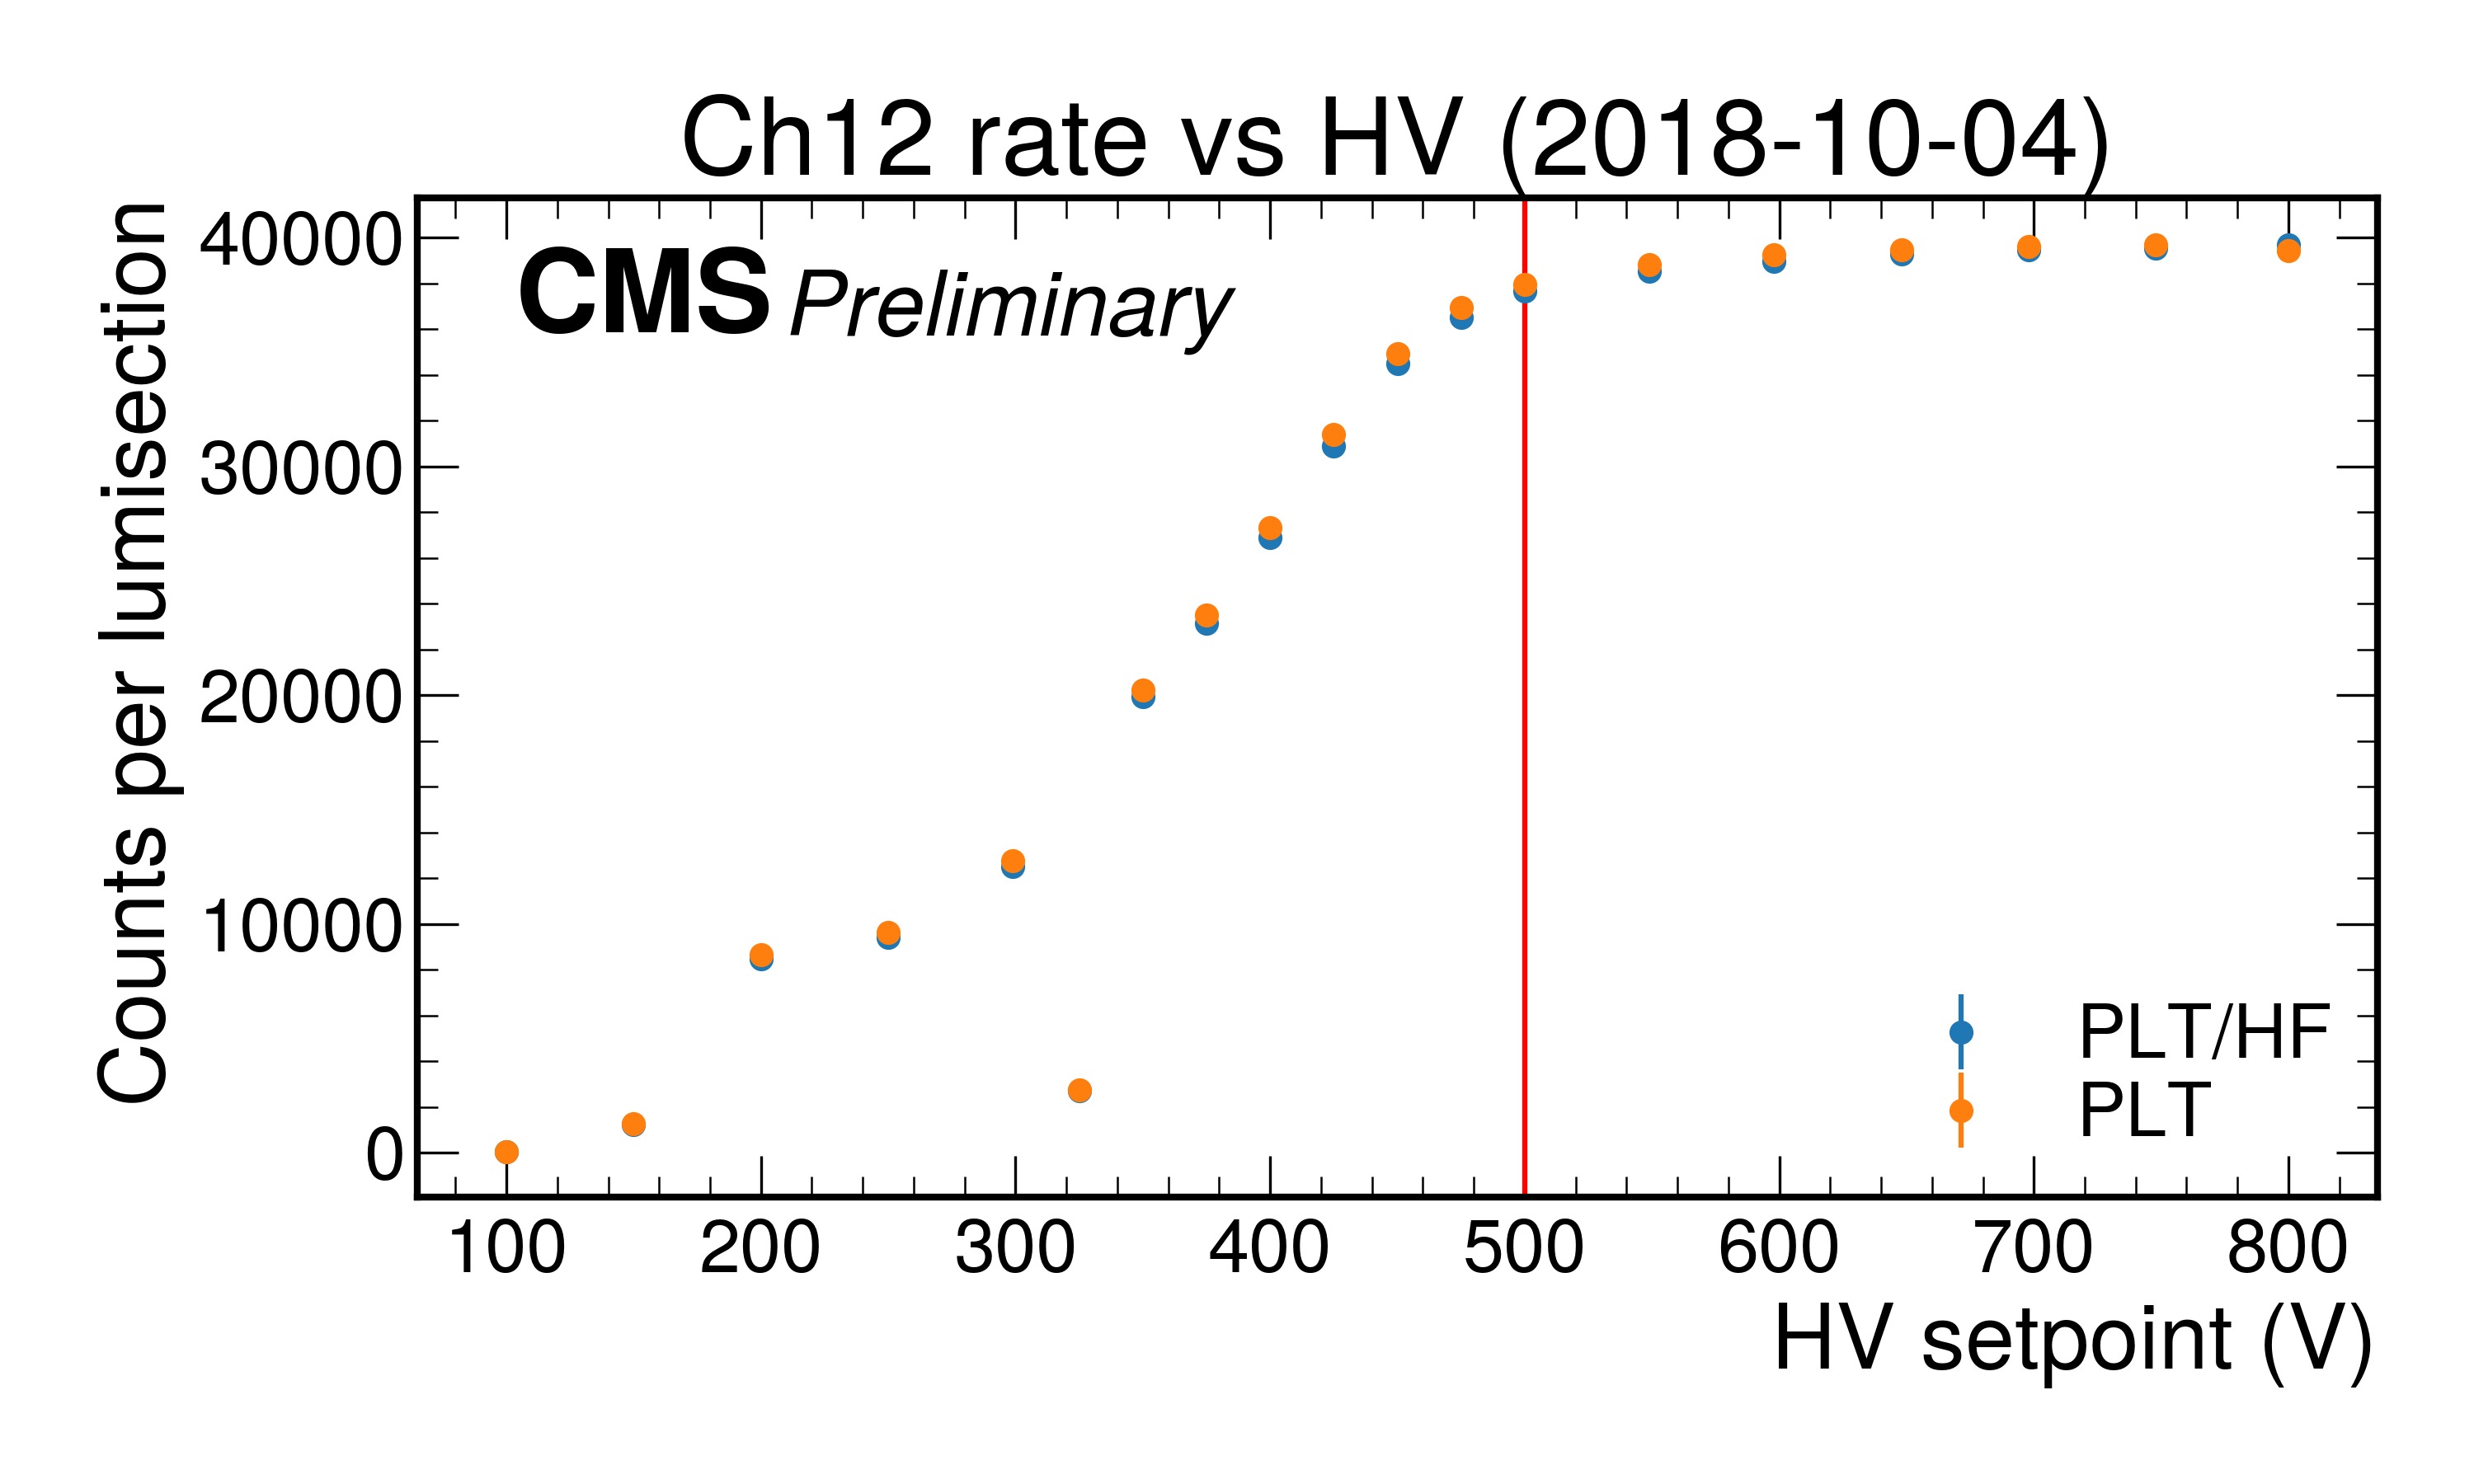 Ch12 rate vs HV (2018-10-04)
CMS Preliminary
Counts per lumisection
40000
30000
20000
10000
0
PLT/HF
PLT
100 200 300 400 500 600 700 800
HV setpoint (V)